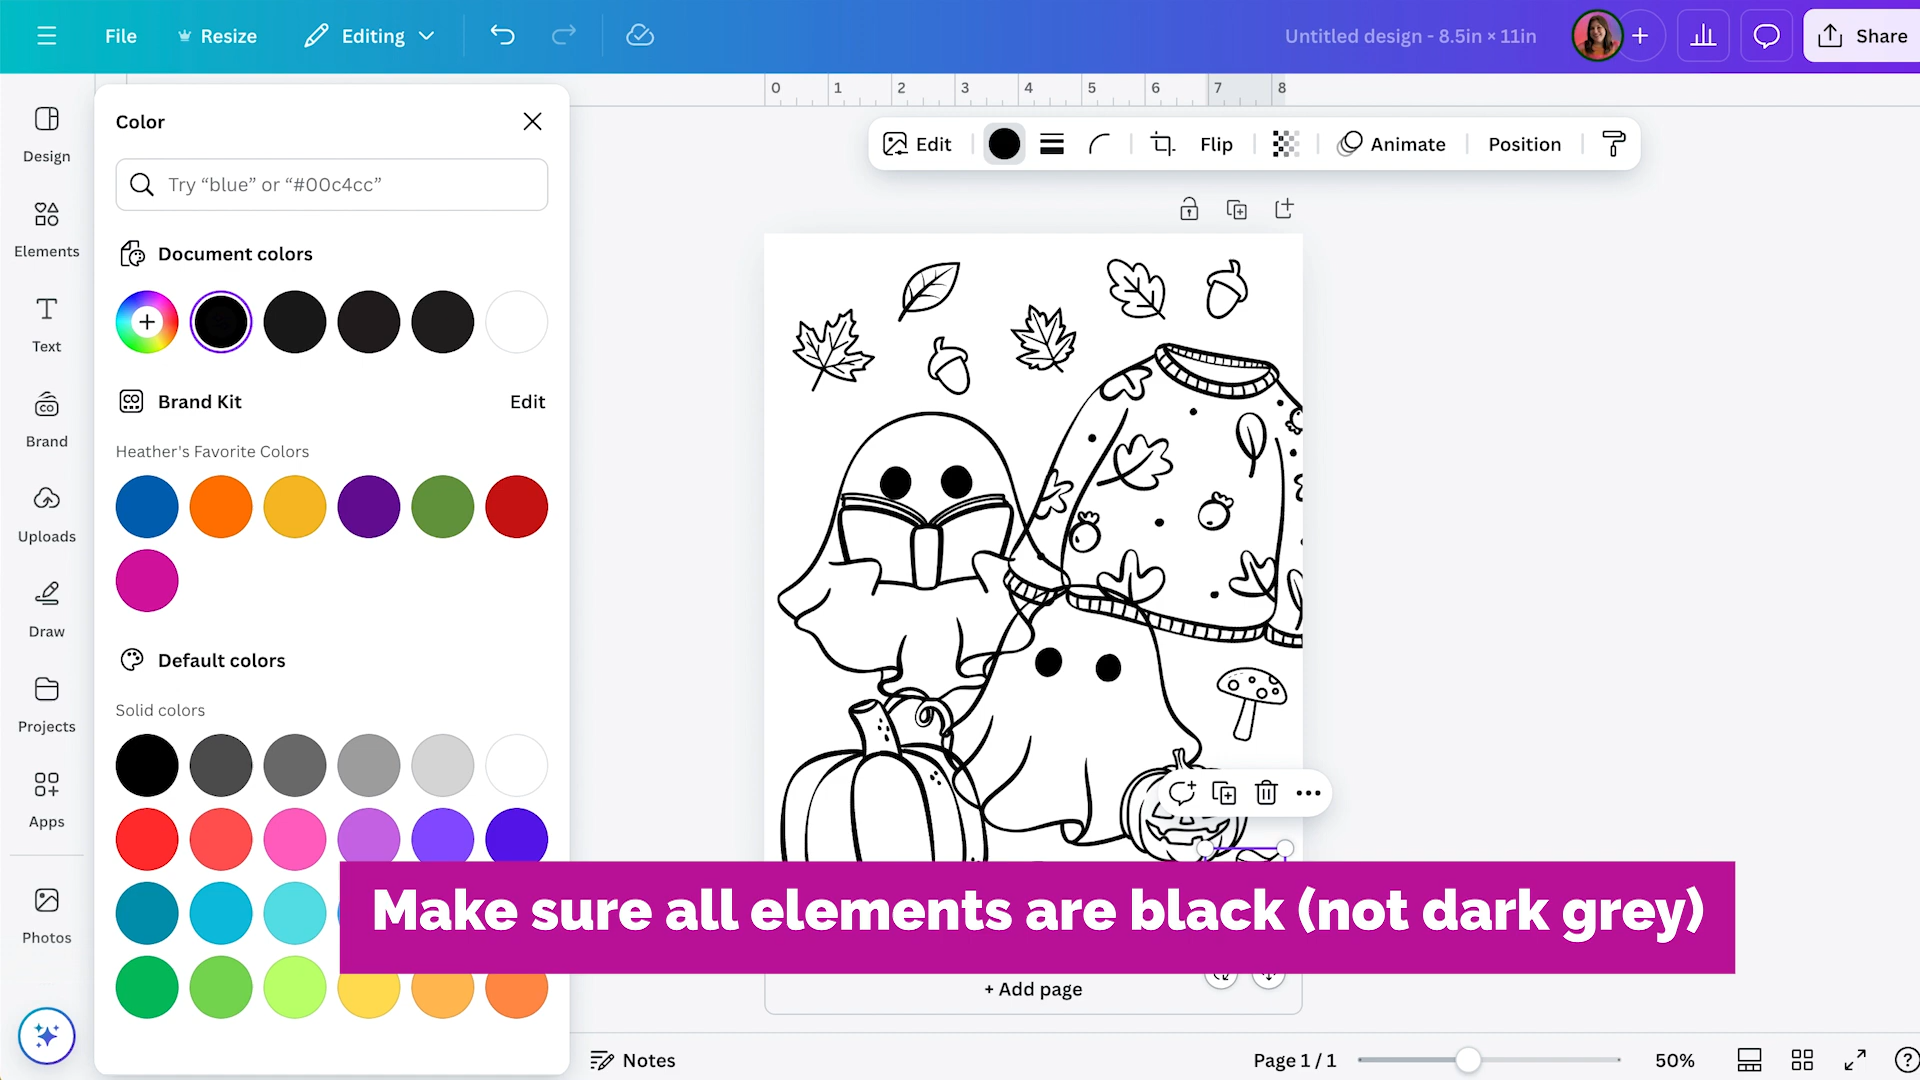 File
Resize
Editing
Untitled design - 8.5in × 11in
Share
0 1 2 3 4 5 6 7 8
Design
Elements
Text
Brand
CO
Uploads
Draw
Projects
Apps
Photos
Color
Try “blue” or “#00c4cc”
Document colors
CO
Brand Kit
Edit
Heather's Favorite Colors
Default colors
Solid colors
Edit
Flip
Animate
Position
Make sure all elements are black (not dark grey)
+ Add page
Notes
Page 1 / 1
50%